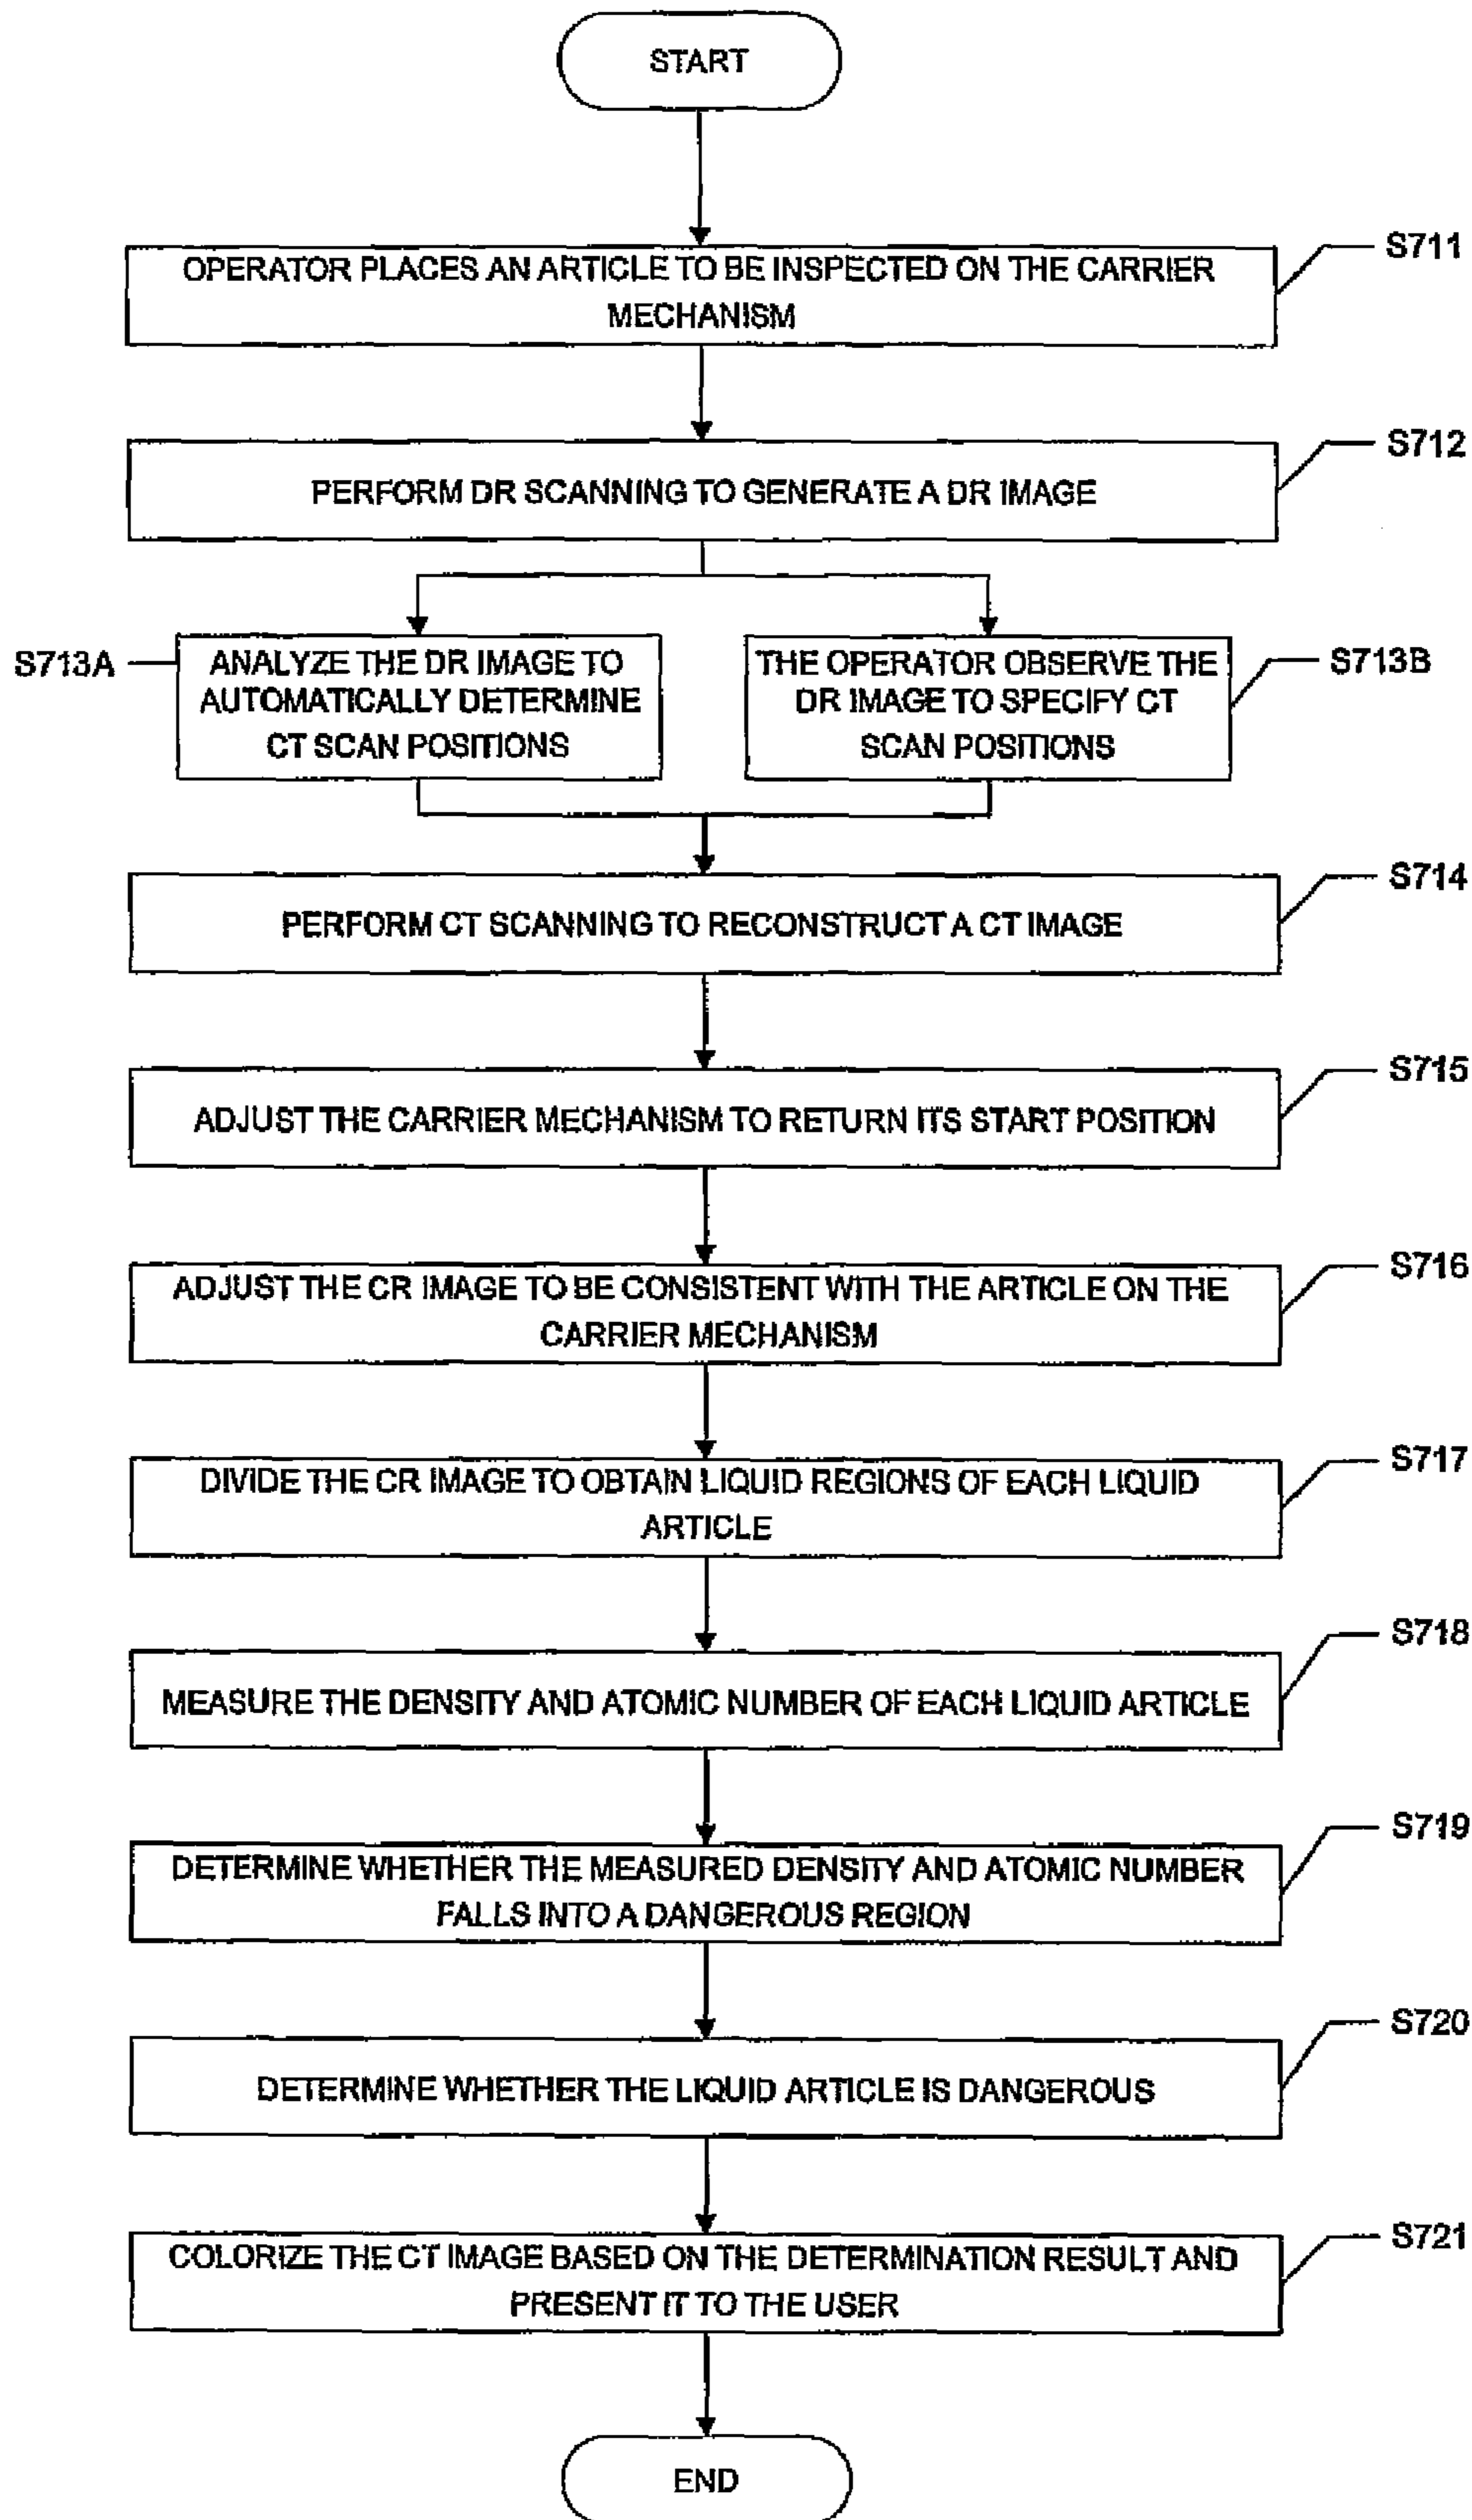 START
OPERATOR PLACES AN ARTICLE TO BE INSPECTED ON THE CARRIER
MECHANISM
S711
PERFORM DR SCANNING TO GENERATE A DR IMAGE
S712
S713A
ANALYZE THE DR IMAGE TO
AUTOMATICALLY DETERMINE
CT SCAN POSITIONS
THE OPERATOR OBSERVE THE
DR IMAGE TO SPECIFY CT
SCAN POSITIONS
S713B
PERFORM CT SCANNING TO RECONSTRUCT A CT IMAGE
S714
ADJUST THE CARRIER MECHANISM TO RETURN ITS START POSITION
S715
ADJUST THE CR IMAGE TO BE CONSISTENT WITH THE ARTICLE ON THE
CARRIER MECHANISM
S716
DIVIDE THE CR IMAGE TO OBTAIN LIQUID REGIONS OF EACH LIQUID
ARTICLE
S717
MEASURE THE DENSITY AND ATOMIC NUMBER OF EACH LIQUID ARTICLE
S718
DETERMINE WHETHER THE MEASURED DENSITY AND ATOMIC NUMBER
FALLS INTO A DANGEROUS REGION
S719
DETERMINE WHETHER THE LIQUID ARTICLE IS DANGEROUS
S720
COLORIZE THE CT IMAGE BASED ON THE DETERMINATION RESULT AND
PRESENT IT TO THE USER
S721
END